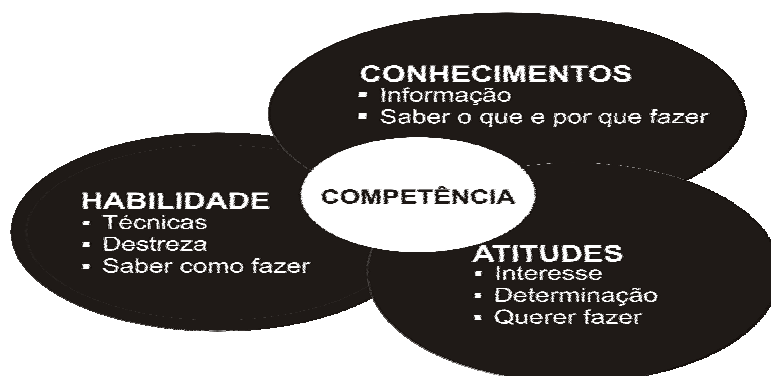 CONHECIMENTOS
▪ Informação
▪ Saber o que e por que fazer
COMPETÊNCIA
HABILIDADE
▪ Técnicas
▪ Destreza
▪ Saber como fazer
ATITUDES
▪ Interesse
▪ Determinação
▪ Querer fazer